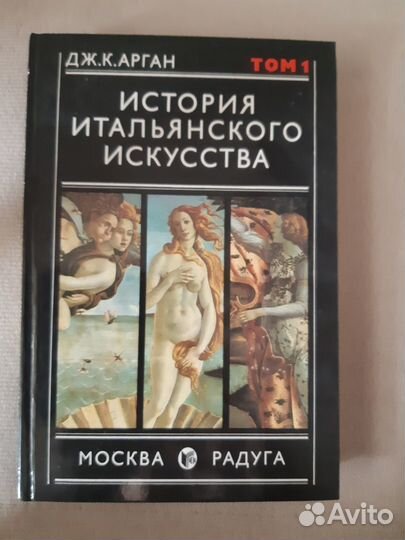 ДЖ.К.АРГАН ТОМ 1
ИСТОРИЯ
ИТАЛЬЯНСКОГО
ИСКУССТВА
МОСКВА РАДУГА
Avito